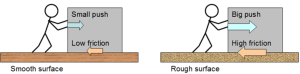 Small push
Low friction
Smooth surface
Big push
High friction
Rough surface